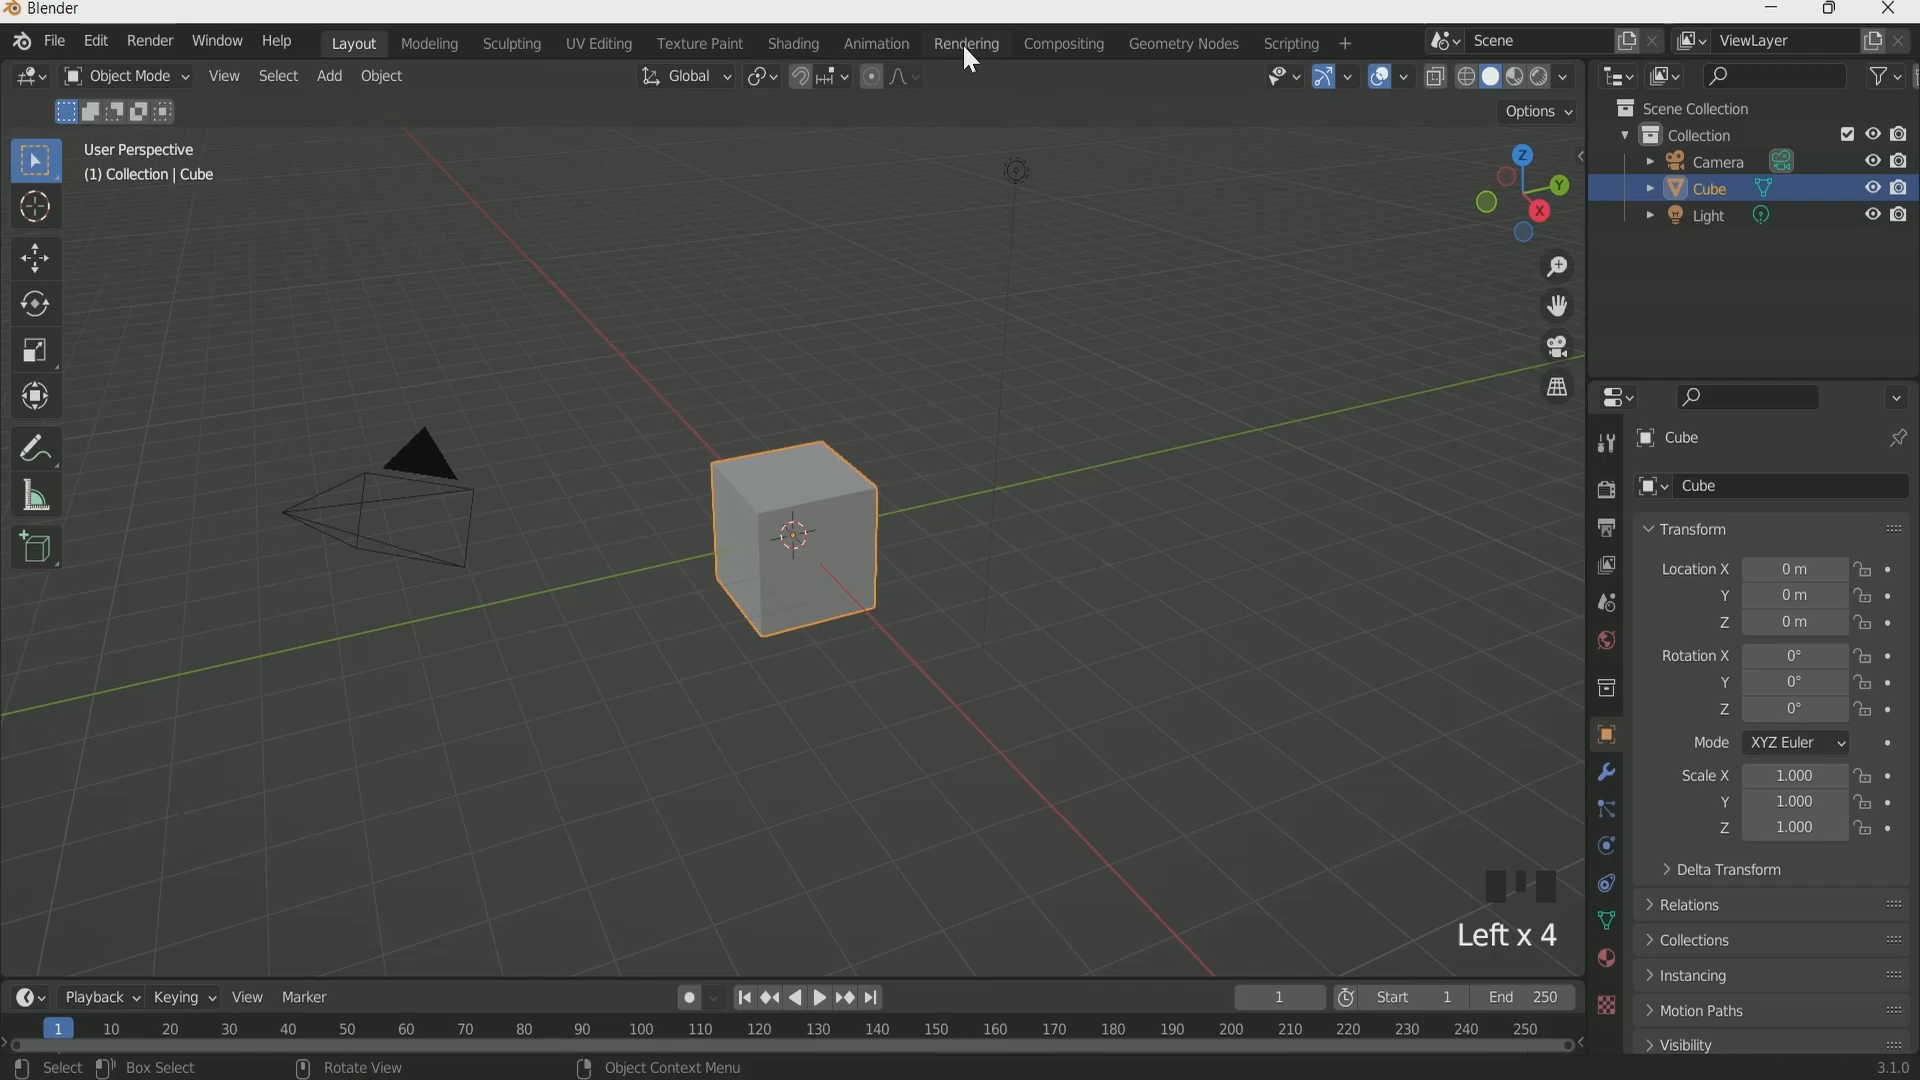 Blender
File Edit Render Window Help Layout Modeling Sculpting UV Editing Texture Paint Shading Animation Rendering Compositing Geometry Nodes Scripting + Scene ViewLayer
Object Mode View Select Add Object Global
Options
User Perspective
(1) Collection | Cube
Z
Y
X
Scene Collection
Collection
Camera
Cube
Light
Cube
Cube
Transform
Location X 0 m
Y 0 m
Z 0 m
Rotation X 0°
Y 0°
Z 0°
Mode XYZ Euler
Scale X 1.000
Y 1.000
Z 1.000
Delta Transform
Relations
Collections
Instancing
Motion Paths
Visibility
Left x 4
Playback Keying View Marker 1 Start 1 End 250
1 10 20 30 40 50 60 70 80 90 100 110 120 130 140 150 160 170 180 190 200 210 220 230 240 250
Select Box Select Rotate View Object Context Menu 3.1.0